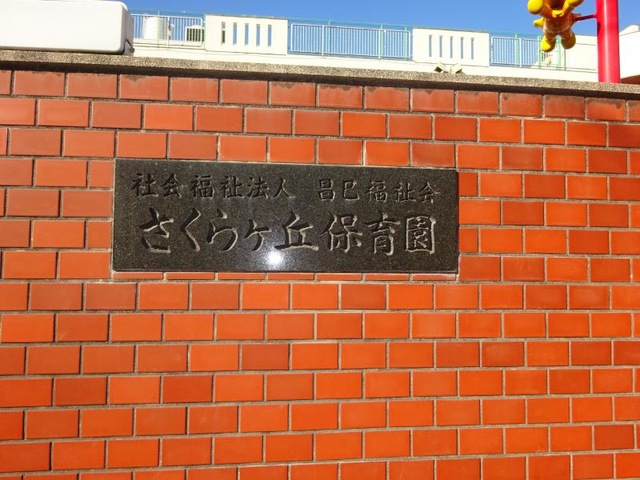 社会福祉法人 昌巳福祉会
さくらヶ丘保育園